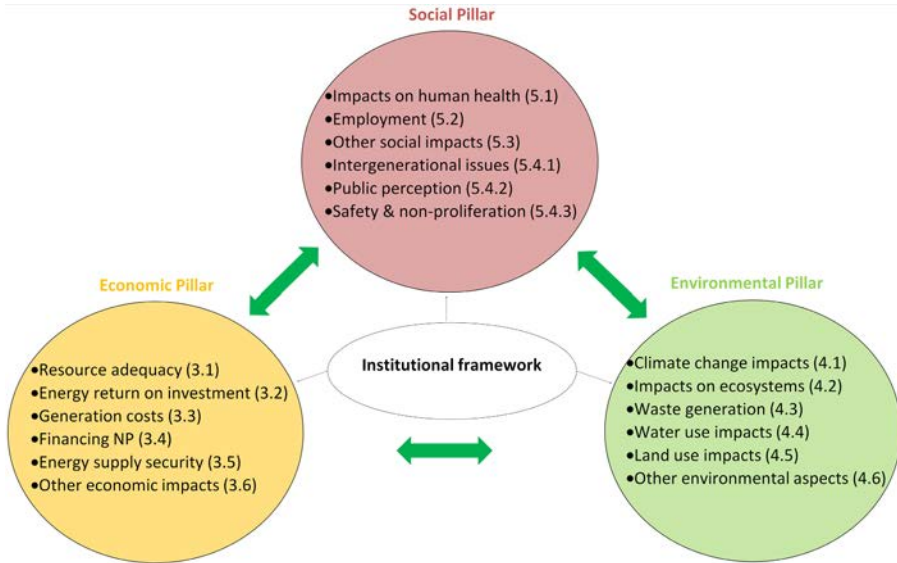 Social Pillar
•Impacts on human health (5.1)
•Employment (5.2)
•Other social impacts (5.3)
•Intergenerational issues (5.4.1)
•Public perception (5.4.2)
•Safety & non-proliferation (5.4.3)
Economic Pillar
•Resource adequacy (3.1)
•Energy return on investment (3.2)
•Generation costs (3.3)
•Financing NP (3.4)
•Energy supply security (3.5)
•Other economic impacts (3.6)
Institutional framework
Environmental Pillar
•Climate change impacts (4.1)
•Impacts on ecosystems (4.2)
•Waste generation (4.3)
•Water use impacts (4.4)
•Land use impacts (4.5)
•Other environmental aspects (4.6)